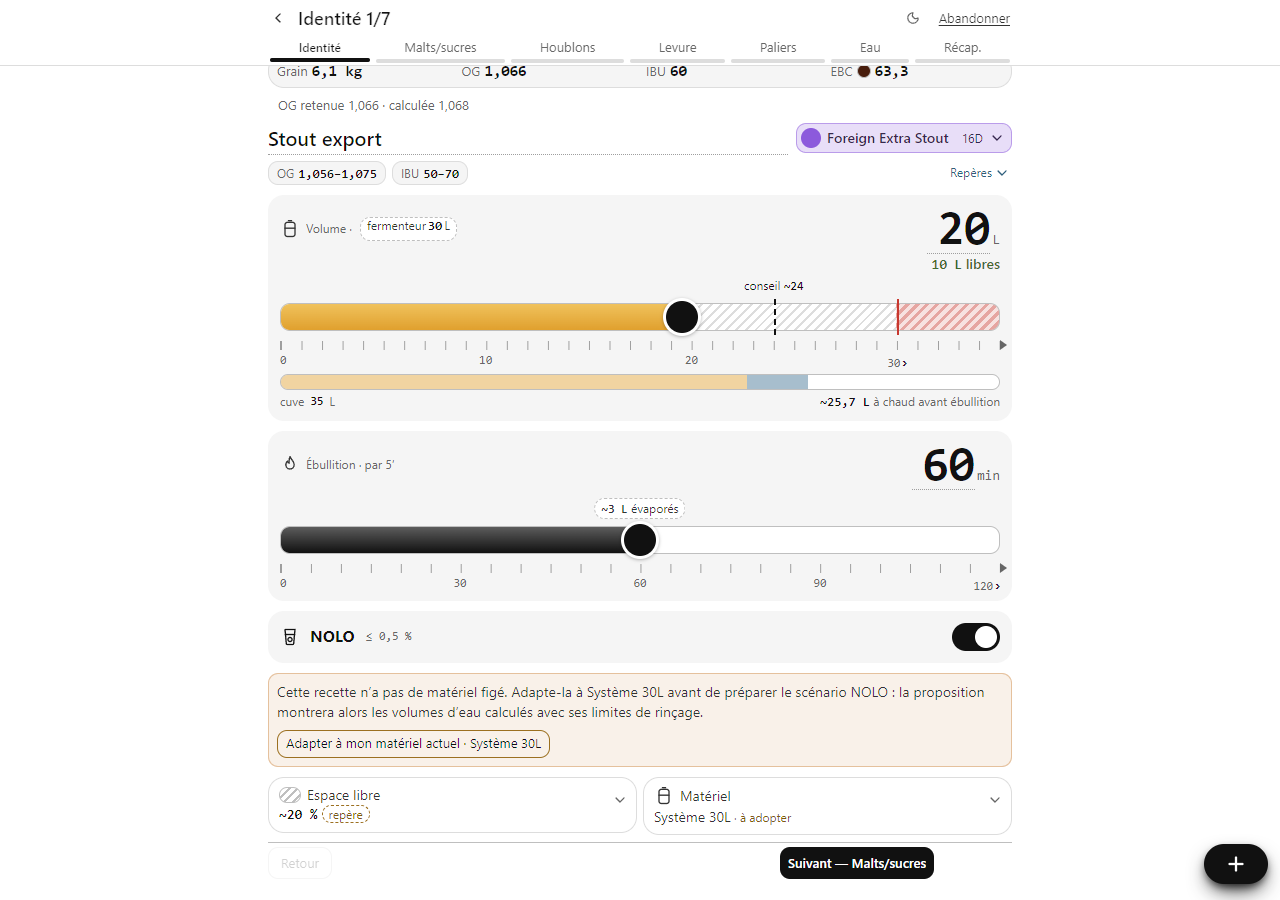 Identité 1/7
Abandonner
Identité Malts/sucres Houblons Levure Paliers Eau Récap.
Grain 6,1 kg OG 1,066 IBU 60 EBC 63,3
OG retenue 1,066 · calculée 1,068
Stout export
Foreign Extra Stout 16D
OG 1,056–1,075 IBU 50–70
Repères
Volume · fermenteur 30 L
20 L
10 L libres
conseil ~24
0 10 20 30 ›
cuve 35 L
~25,7 L à chaud avant ébullition
Ébullition · par 5′
60 min
~3 L évaporés
0 30 60 90 120 ›
NOLO ≤ 0,5 %
Cette recette n’a pas de matériel figé. Adapte-la à Système 30L avant de préparer le scénario NOLO : la proposition
montrera alors les volumes d’eau calculés avec ses limites de rinçage.
Adapter à mon matériel actuel · Système 30L
Espace libre
~20 % repère
Matériel
Système 30L · à adopter
Retour
Suivant — Malts/sucres